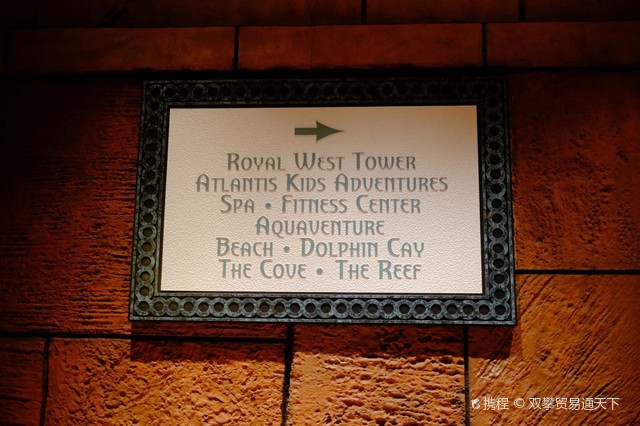 Royal West Tower
Atlantis Kids Adventures
Spa • Fitness Center
Aquaventure
Beach • Dolphin Cay
The Cove • The Reef
携程 © 双攀贸易通天下